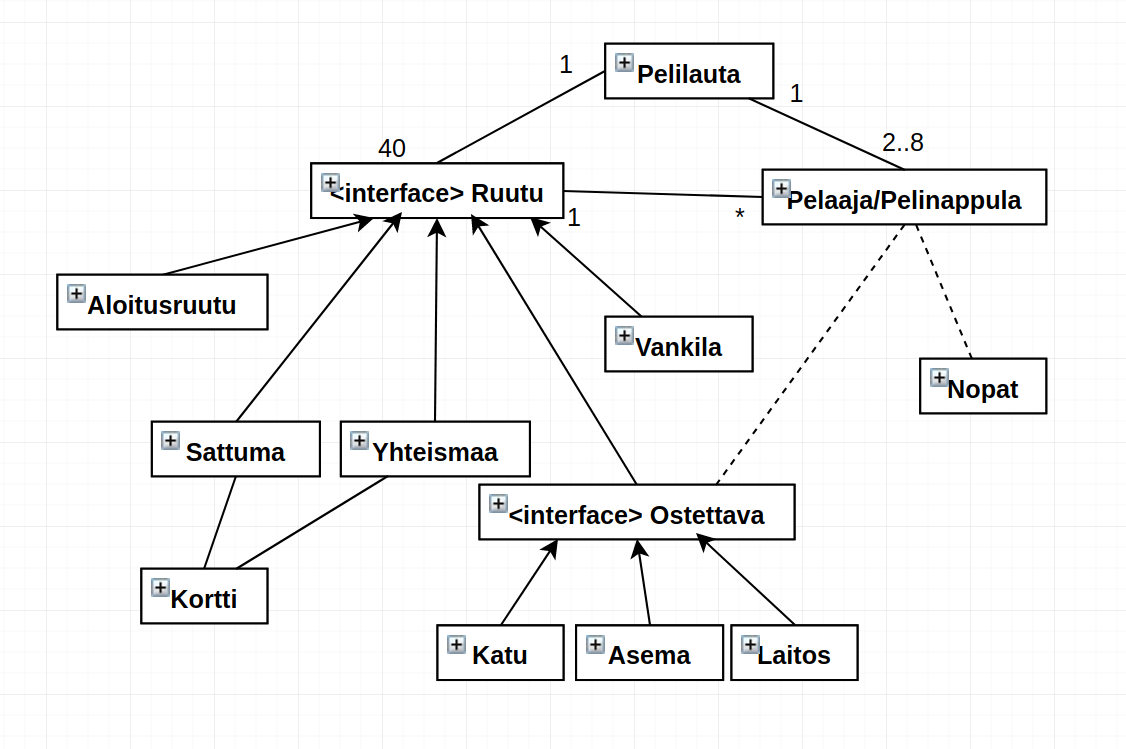 1
Pelilauta
1
40
2..8
<interface> Ruutu
Pelaaja/Pelinappula
1
*
Aloitusruutu
Vankila
Nopat
Sattuma
Yhteismaa
<interface> Ostettava
Kortti
Katu
Asema
Laitos